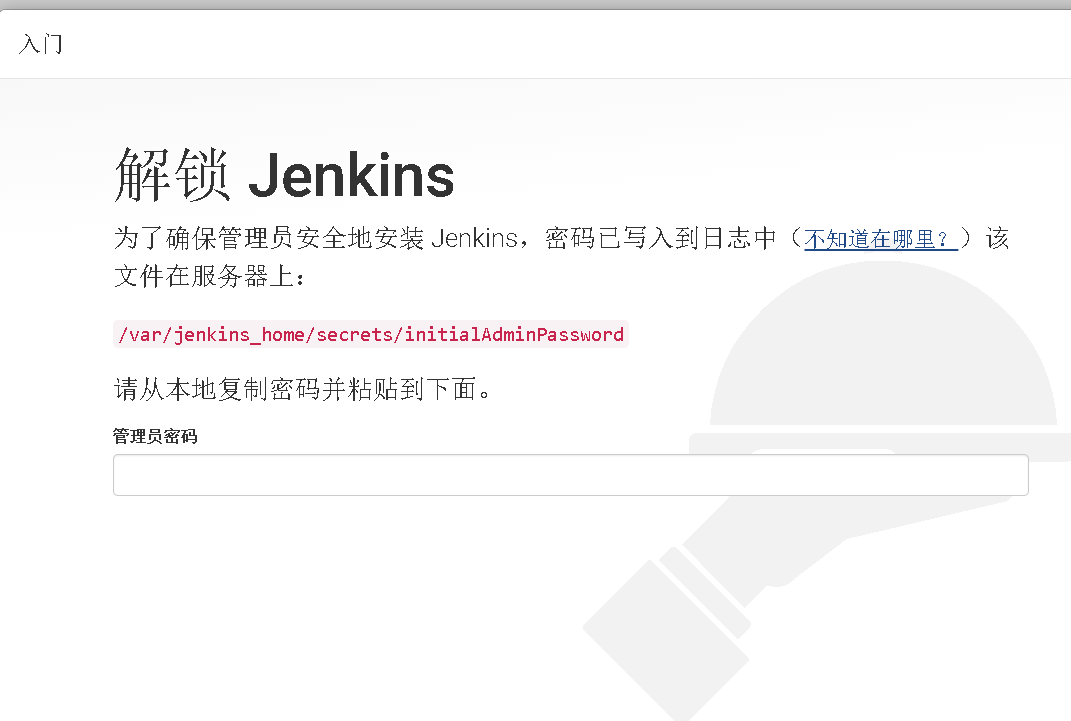 入门
解锁 Jenkins
为了确保管理员安全地安装 Jenkins，密码已写入到日志中（不知道在哪里？）该
文件在服务器上：
/var/jenkins_home/secrets/initialAdminPassword
请从本地复制密码并粘贴到下面。
管理员密码